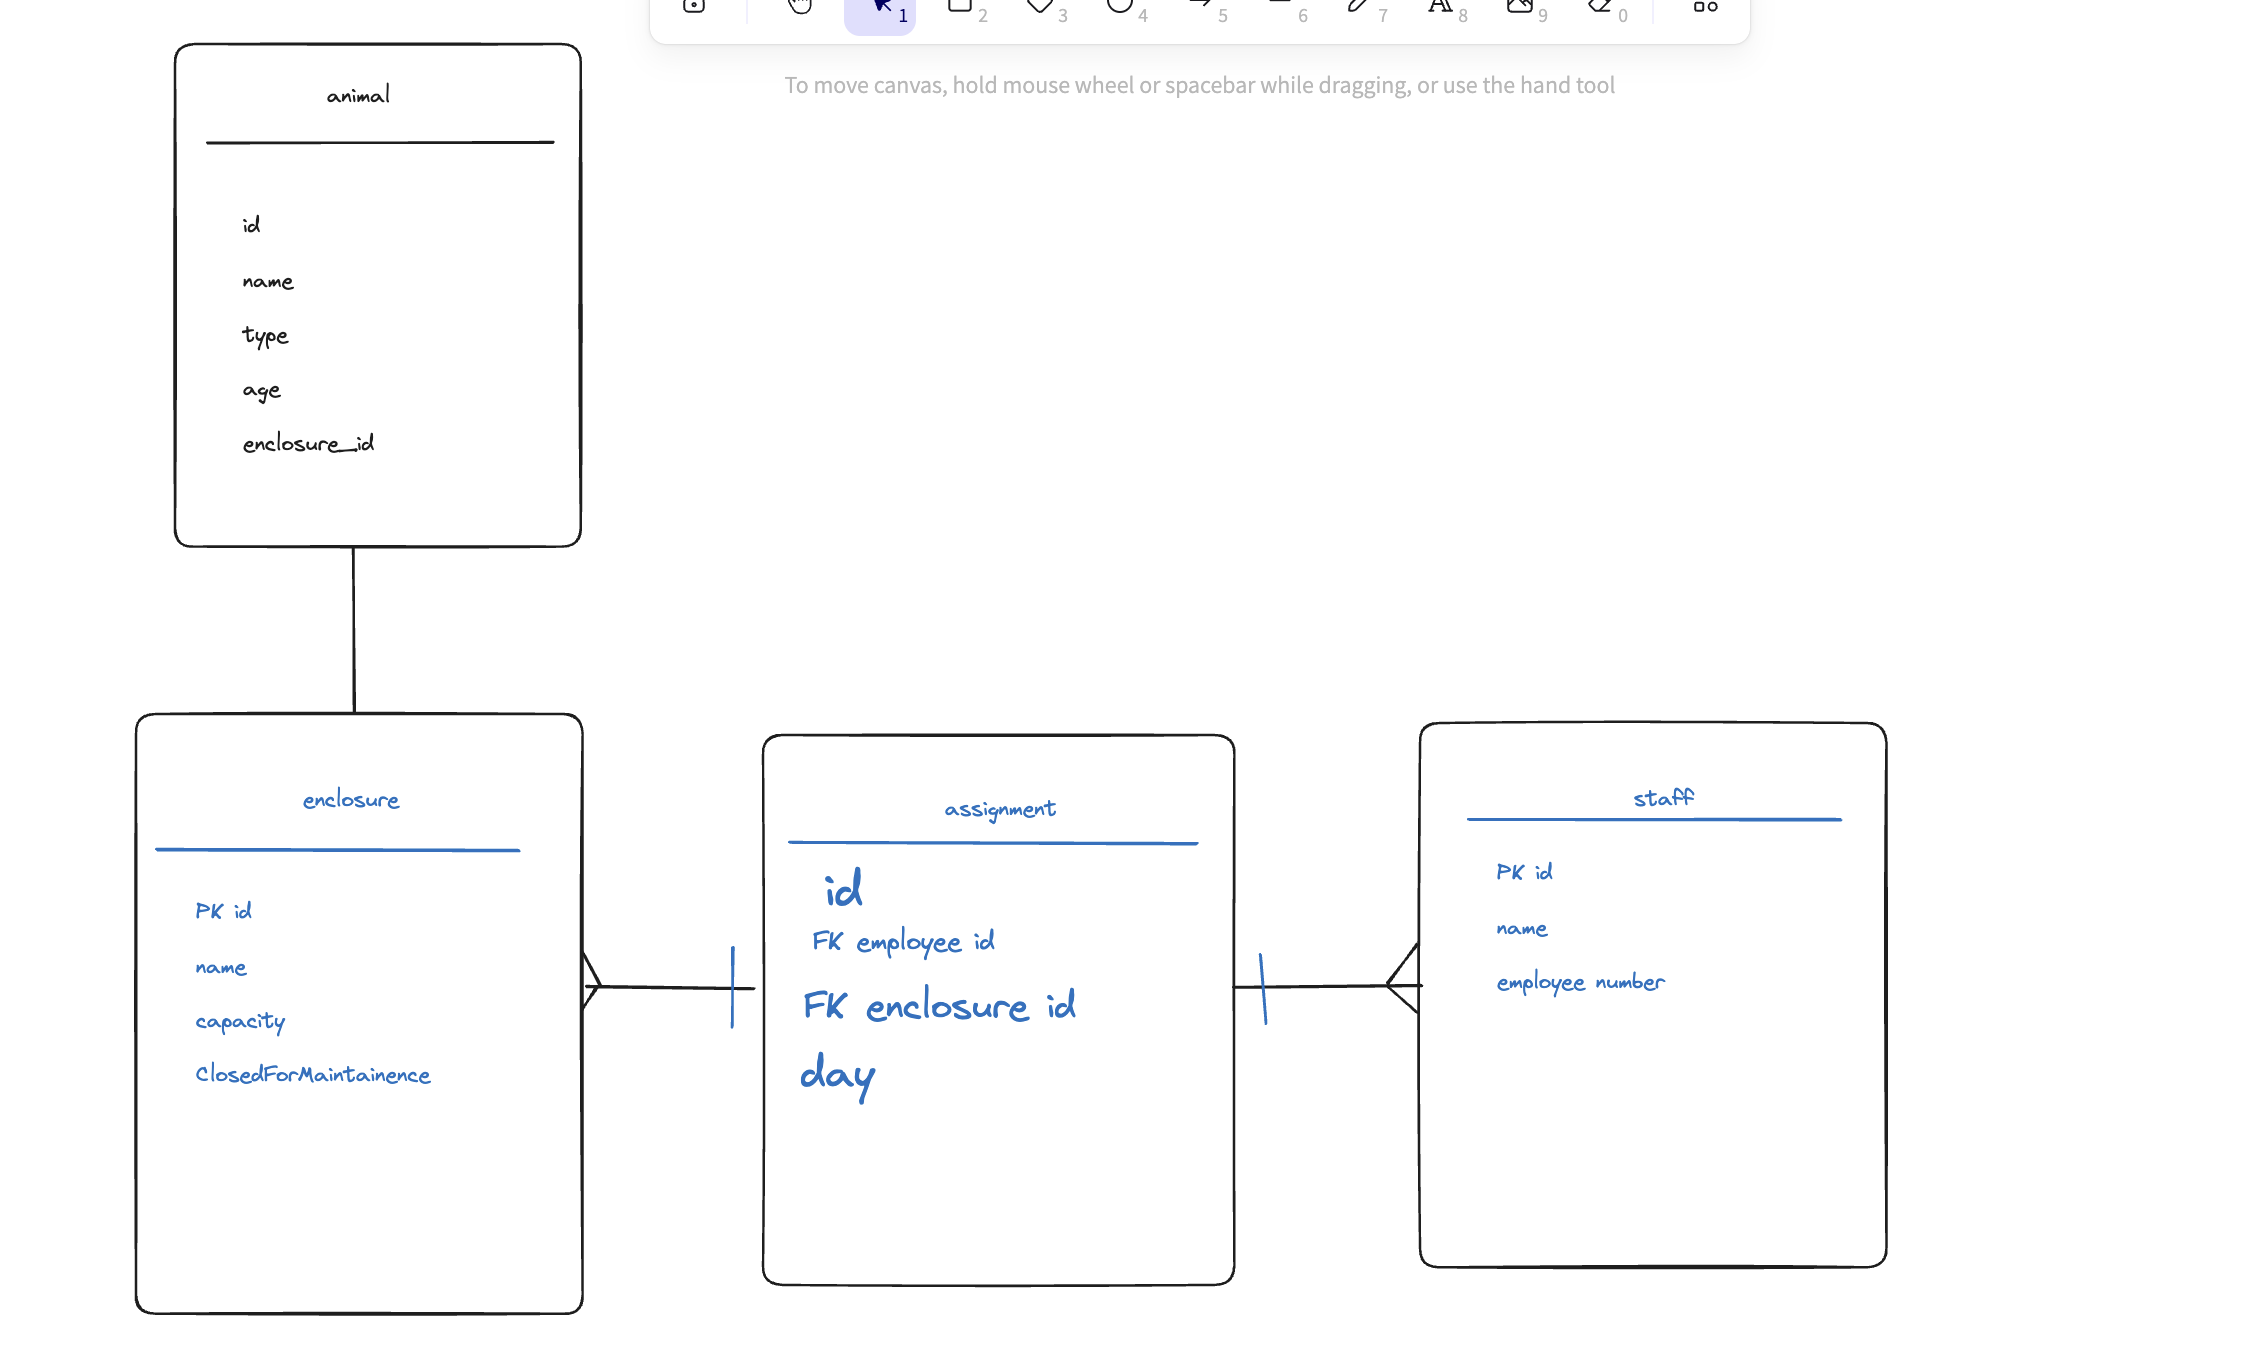 1
2
3
4
5
6
7
8
9
0
To move canvas, hold mouse wheel or spacebar while dragging, or use the hand tool
animal
id
name
type
age
enclosure_id
enclosure
PK id
name
capacity
ClosedForMaintainence
assignment
id
FK employee id
FK enclosure id
day
staff
PK id
name
employee number